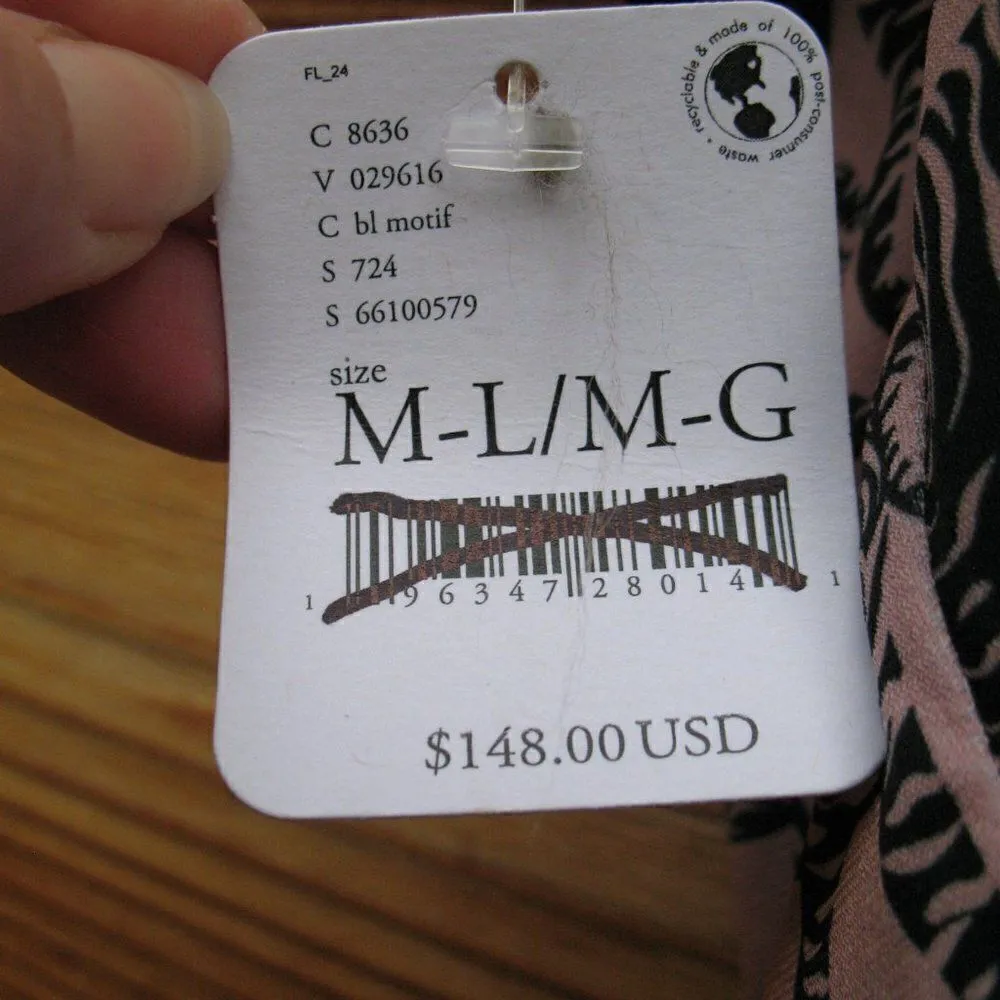 FL_24
recyclable & made of 100% post-consumer waste •
C 8636
V 029616
C bl motif
S 724
S 66100579
size
M-L/M-G
1 96347 28014 1
$148.00 USD